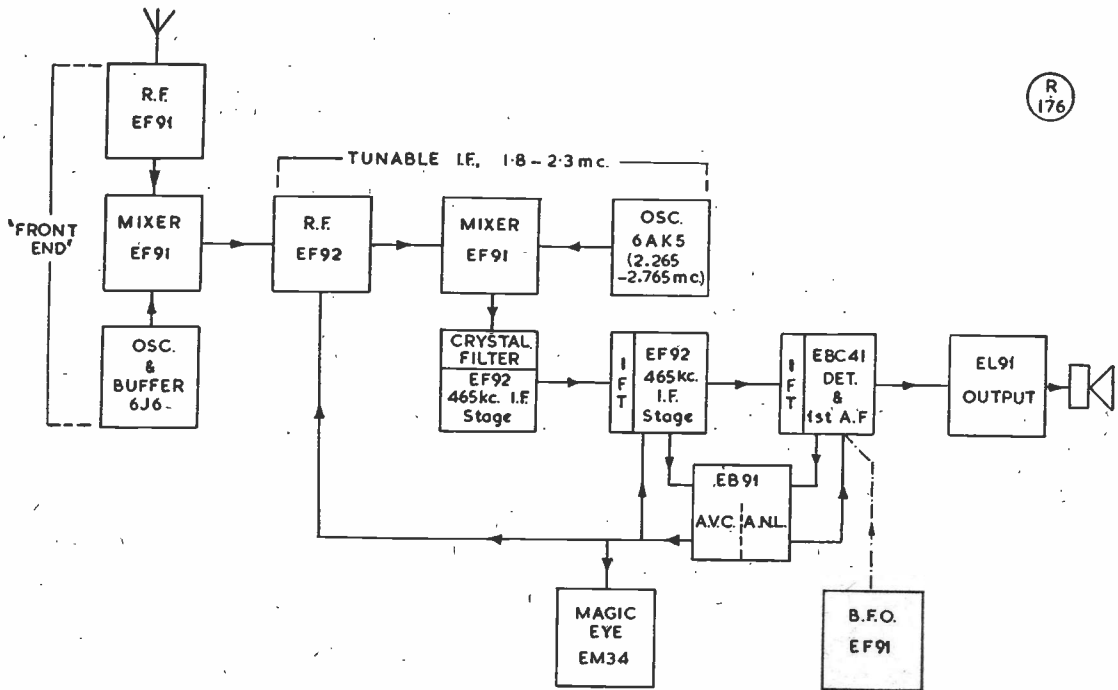 R
176
R.F.
EF91
"FRONT
END"
MIXER
EF91
OSC.
&
BUFFER
6J6
TUNABLE I.F., 1·8 – 2·3 mc.
R.F.
EF92
MIXER
EF91
OSC.
6AK5
(2.265
–2.765 mc.)
CRYSTAL
FILTER
EF92
465kc. I.F.
Stage
IFT
EF92
465kc.
I.F.
Stage
IFT
EBC41
DET.
&
1st A.F
EL91
OUTPUT
EB91
A.V.C.
A.N.L.
MAGIC
EYE
EM34
B.F.O.
EF91